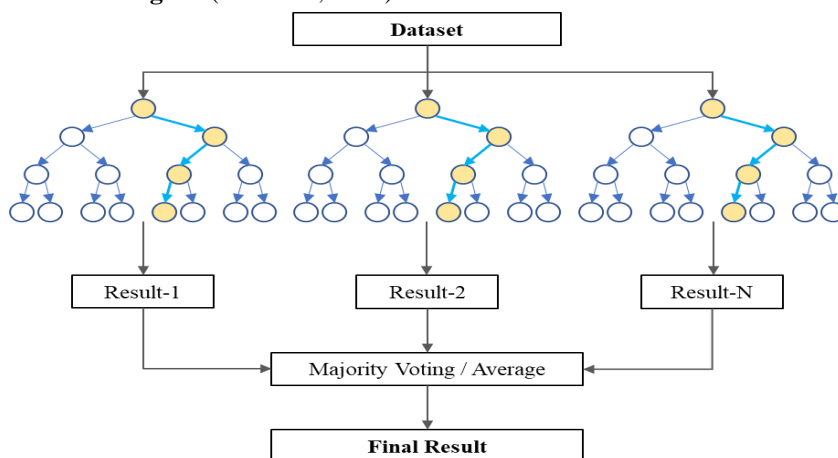 Dataset
Result-1
Result-2
Result-N
Majority Voting / Average
Final Result